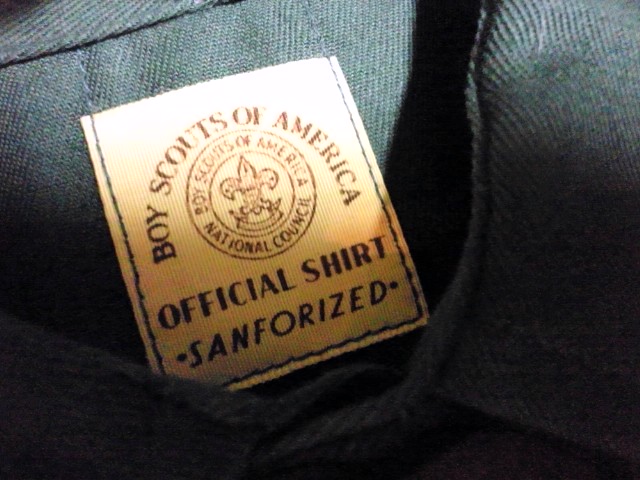 BOY SCOUTS OF AMERICA
BOY SCOUTS OF AMERICA
NATIONAL COUNCIL
OFFICIAL SHIRT
•SANFORIZED•